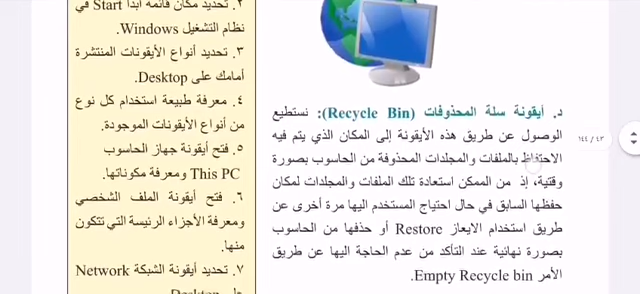 د. أيقونة سلة المحذوفات (Recycle Bin): نستطيع
الوصول عن طريق هذه الأيقونة إلى المكان الذي يتم فيه
الاحتفاظ بالملفات والمجلدات المحذوفة من الحاسوب بصورة
وقتية، إذ من الممكن استعادة تلك الملفات والمجلدات لمكان
حفظها السابق في حال احتياج المستخدم اليها مرة أخرى عن
طريق استخدام الايعاز Restore أو حذفها من الحاسوب
بصورة نهائية عند التأكد من عدم الحاجة اليها عن طريق
الأمر Empty Recycle bin.
٢. تحديد مكان قائمة ابدأ Start في
نظام التشغيل Windows.
٣. تحديد أنواع الأيقونات المنتشرة
أمامك على Desktop.
٤. معرفة طبيعة استخدام كل نوع
من أنواع الأيقونات الموجودة.
٥. فتح أيقونة جهاز الحاسوب
This PC ومعرفة مكوناتها.
٦. فتح أيقونة الملف الشخصي
ومعرفة الأجزاء الرئيسة التي تتكون
منها.
٧. تحديد أيقونة الشبكة Network
على Desktop
٤٣ / ١٤٤